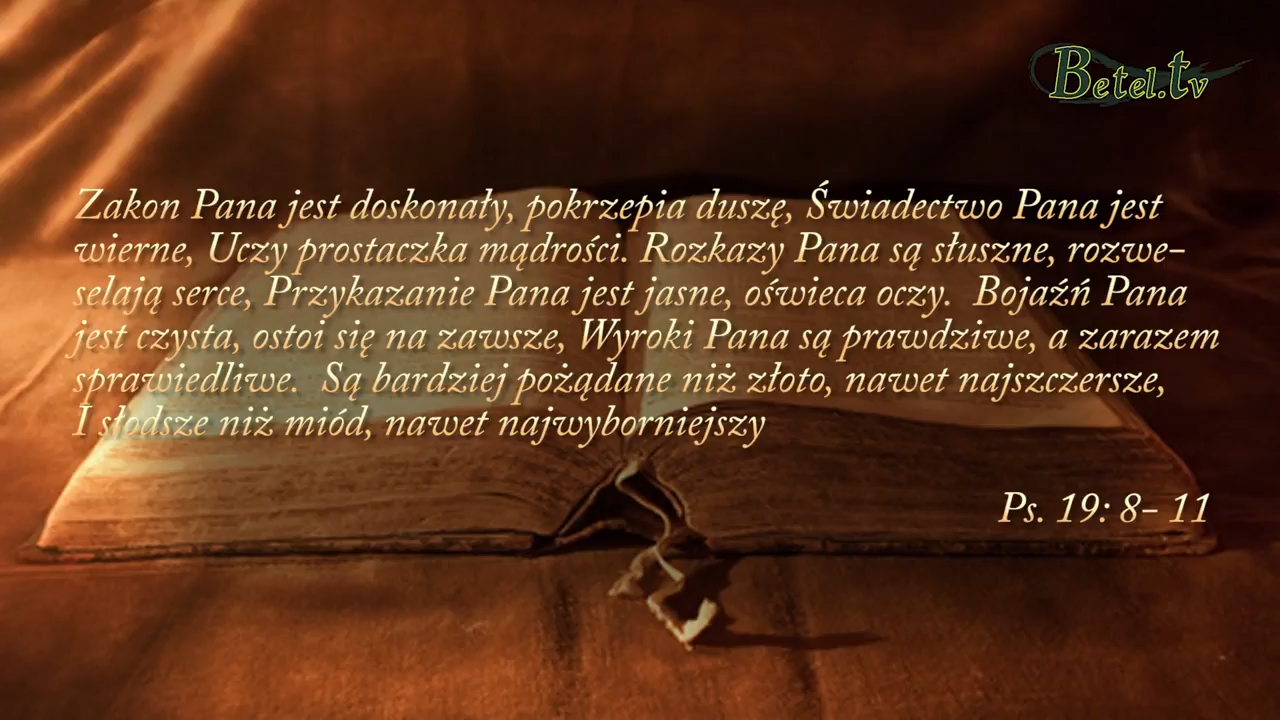 Betel.tv
Zakon Pana jest doskonały, pokrzepia duszę, Świadectwo Pana jest
wierne, Uczy prostaczka mądrości. Rozkazy Pana są słuszne, rozwe-
selają serce, Przykazanie Pana jest jasne, oświeca oczy.  Bojaźń Pana
jest czysta, ostoi się na zawsze, Wyroki Pana są prawdziwe, a zarazem
sprawiedliwe.  Są bardziej pożądane niż złoto, nawet najszczersze,
I słodsze niż miód, nawet najwyborniejszy
Ps. 19: 8- 11